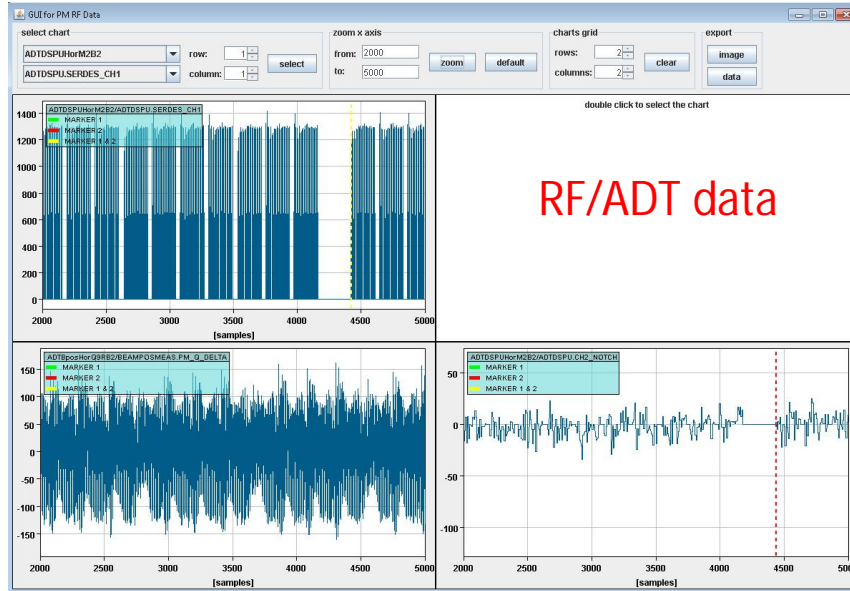 GUI for PM RF Data
select chart
zoom x axis
charts grid
export
ADTDSPUHorM2B2
row: 1
from: 2000
rows: 2
image
ADTDSPU.SERDES_CH1
column: 1
select
to: 5000
zoom
default
columns: 2
clear
data
ADTDSPUHorM2B2/ADTDSPU.SERDES_CH1
MARKER 1
MARKER 2
MARKER 1 & 2
1400
1200
1000
800
600
400
200
0
2000 2500 3000 3500 4000 4500 5000
[samples]
double click to select the chart
RF/ADT data
ADTBposHorQ9RB2/BEAMPOSMEAS.PM_Q_DELTA
MARKER 1
MARKER 2
MARKER 1 & 2
150
100
50
0
-50
-100
-150
2000 2500 3000 3500 4000 4500 5000
[samples]
ADTDSPUHorM2B2/ADTDSPU.CH2_NOTCH
MARKER 1
MARKER 2
MARKER 1 & 2
50
0
-50
-100
2000 2500 3000 3500 4000 4500 500
[samples]